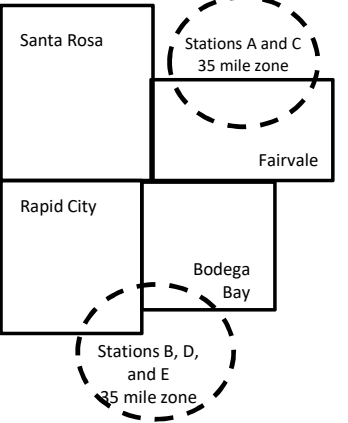 Santa Rosa
Stations A and C
35 mile zone
Fairvale
Rapid City
Bodega
Bay
Stations B, D,
and E
35 mile zone